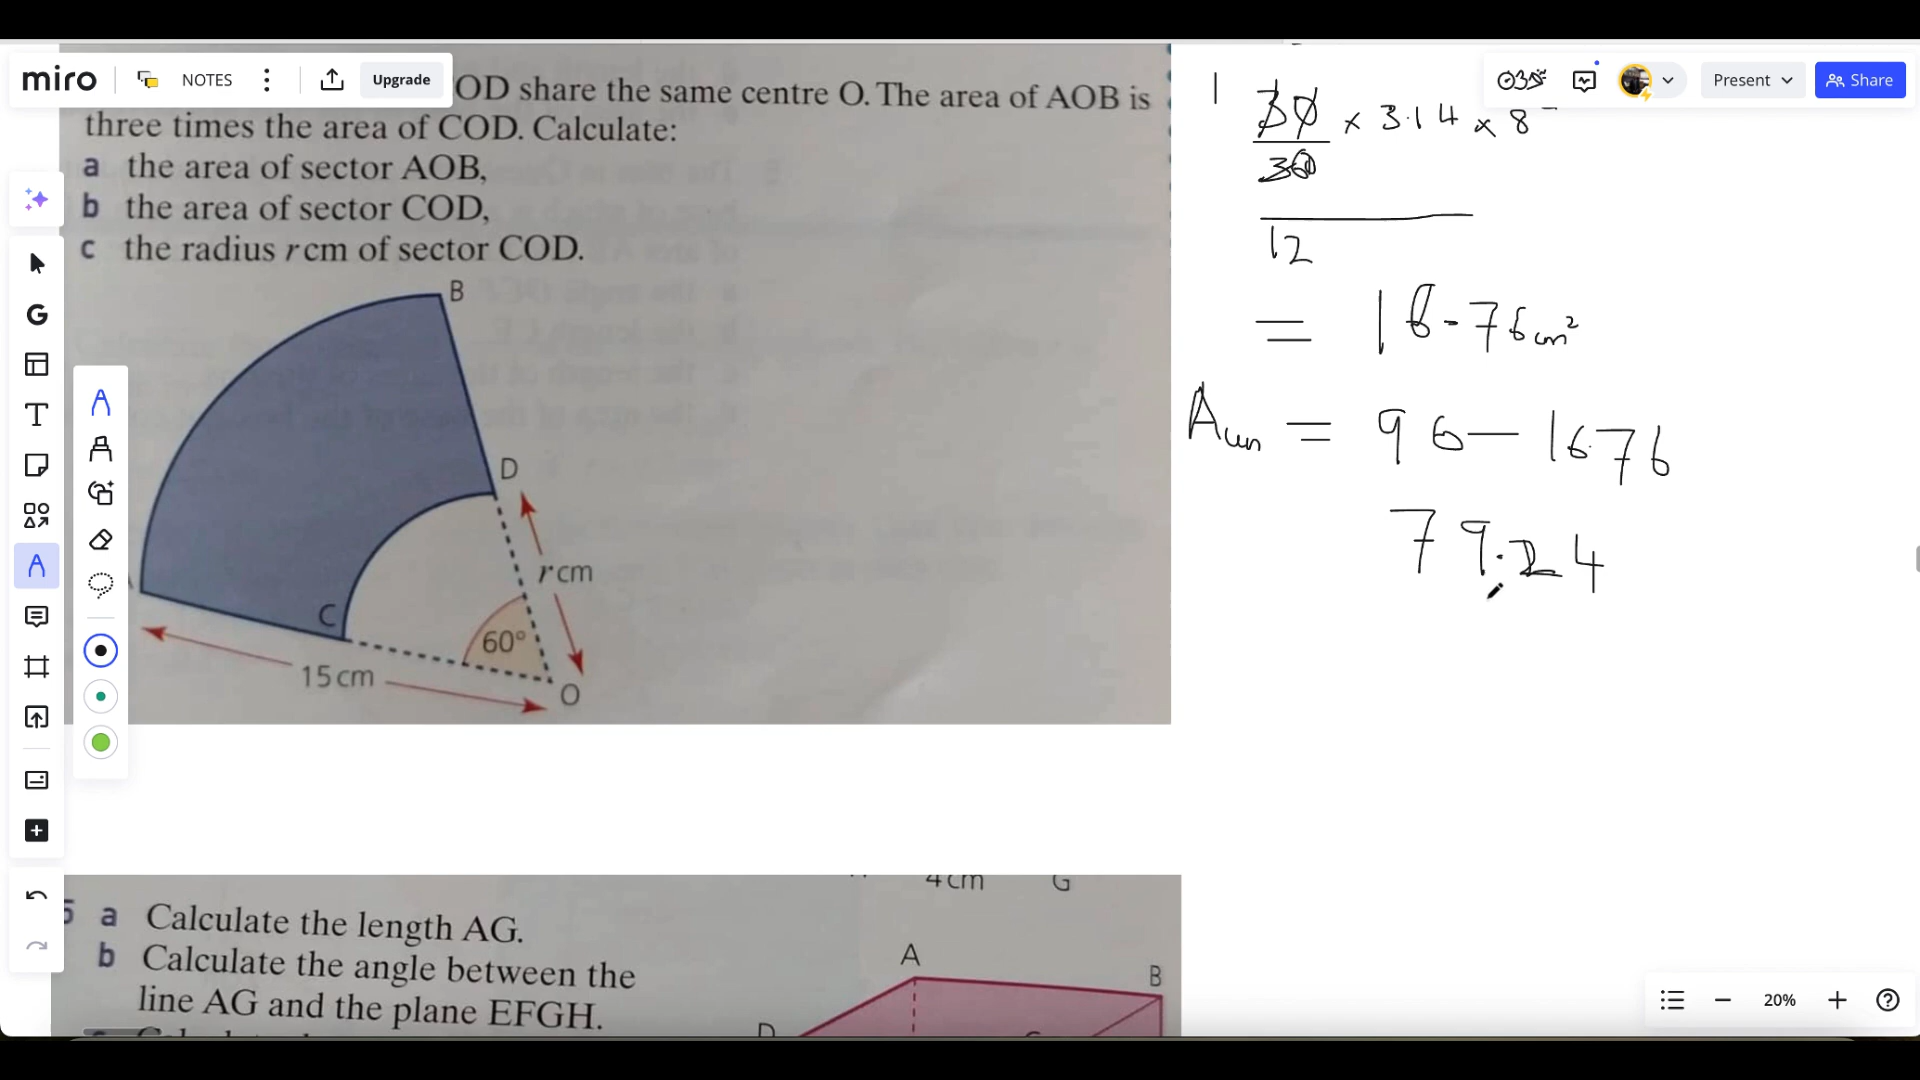 miro NOTES Upgrade
OD share the same centre O. The area of AOB is
three times the area of COD. Calculate:
a the area of sector AOB,
b the area of sector COD,
c the radius r cm of sector COD.
B
D
r cm
C
60°
15 cm
O
1
30 × 3.14 × 8
360
12
= 16.76 cm²
Aun = 96 — 16.76
79.24
Present
Share
4 cm G
5 a Calculate the length AG.
b Calculate the angle between the
line AG and the plane EFGH.
A
B
D
20%